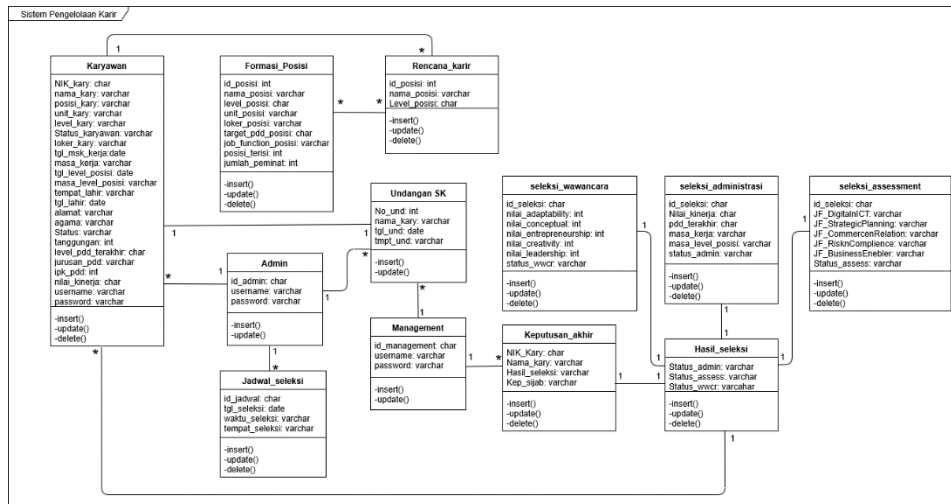 Sistem Pengelolaan Karir
1
*
Karyawan
NIK_kary: char
nama_kary: varchar
posisi_kary: varchar
unit_kary: varchar
level_kary: varchar
Status_karyawan: varchar
loker_kary: varchar
tgl_msk_kerja:date
masa_kerja: varchar
tgl_level_posisi: date
masa_level_posisi: varchar
tempat_lahir: varchar
tgl_lahir: date
alamat: varchar
agama: varchar
Status: varchar
tanggungan: int
level_pdd_terakhir: char
jurusan_pdd: varchar
ipk_pdd: int
nilai_kinerja: char
username: varchar
password: varchar
-insert()
-update()
-delete()
Formasi_Posisi
id_posisi: int
nama_posisi: varchar
level_posisi: char
unit_posisi: varchar
loker_posisi: varchar
target_pdd_posisi: char
job_function_posisi: varchar
posisi_terisi: int
jumlah_peminat: int
-insert()
-update()
-delete()
*
*
Rencana_karir
id_posisi: int
nama_posisi: varchar
Level_posisi: char
-insert()
-update()
-delete()
1
1
Undangan SK
No_und: int
nama_kary: varchar
tgl_und: date
tmpt_und: varchar
-insert()
-update()
*
1
*
1
Admin
id_admin: char
username: varchar
password: varchar
-insert()
-update()
1
*
Jadwal_seleksi
id_jadwal: char
tgl_seleksi: date
waktu_seleksi: varchar
tempat_seleksi: varchar
-insert()
-update()
-delete()
*
1
Management
id_management: char
username: varchar
password: varchar
-insert()
-update()
1
*
seleksi_wawancara
id_seleksi: char
nilai_adaptability: int
nilai_conceptual: int
nilai_entrepreneurship: int
nilai_creativity: int
nilai_leadership: int
status_wwcr: varchar
-insert()
-update()
-delete()
1
seleksi_administrasi
id_seleksi: char
Nilai_kinerja: char
pdd_terakhir: char
masa_kerja: varchar
masa_level_posisi: varchar
status_admin: varchar
-insert()
-update()
-delete()
1
seleksi_assessment
id_seleksi: char
JF_DigitalnICT: varchar
JF_StrategicPlanning: varchar
JF_CommercenRelation: varchar
JF_RisknComplience: varchar
JF_BusinessEnebler: varchar
Status_assess: varchar
-insert()
-update()
-delete()
1
Keputusan_akhir
NIK_Kary: char
Nama_kary: varchar
Hasil_seleksi: varchar
Kep_sijab: varchar
-insert()
-update()
-delete()
1
1
1
1
1
Hasil_seleksi
Status_admin: varchar
Status_assess: varchar
Status_wwcr: varcahar
-insert()
-update()
-delete()
*
1